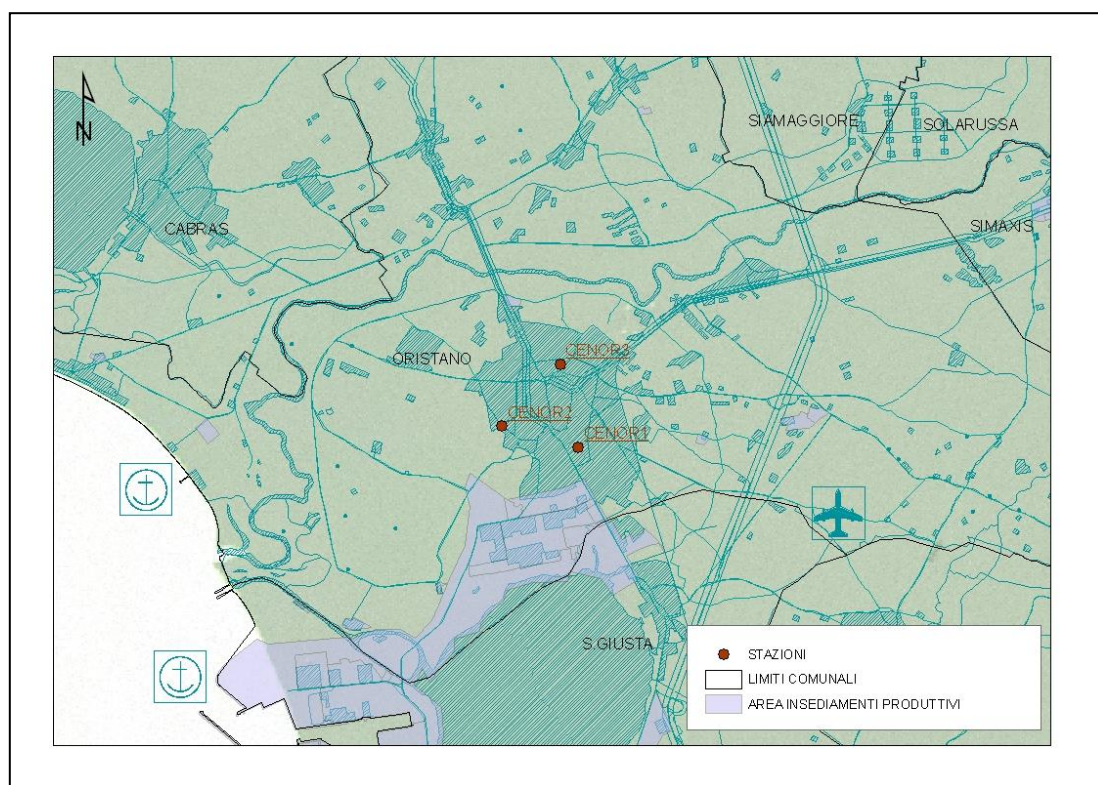 N
SIAMAGGIORE
SOLARUSSA
CABRAS
SIMAXIS
ORISTANO
CENOR3
CENOR2
CENOR1
S.GIUSTA
STAZIONI
LIMITI COMUNALI
AREA INSEDIAMENTI PRODUTTIVI